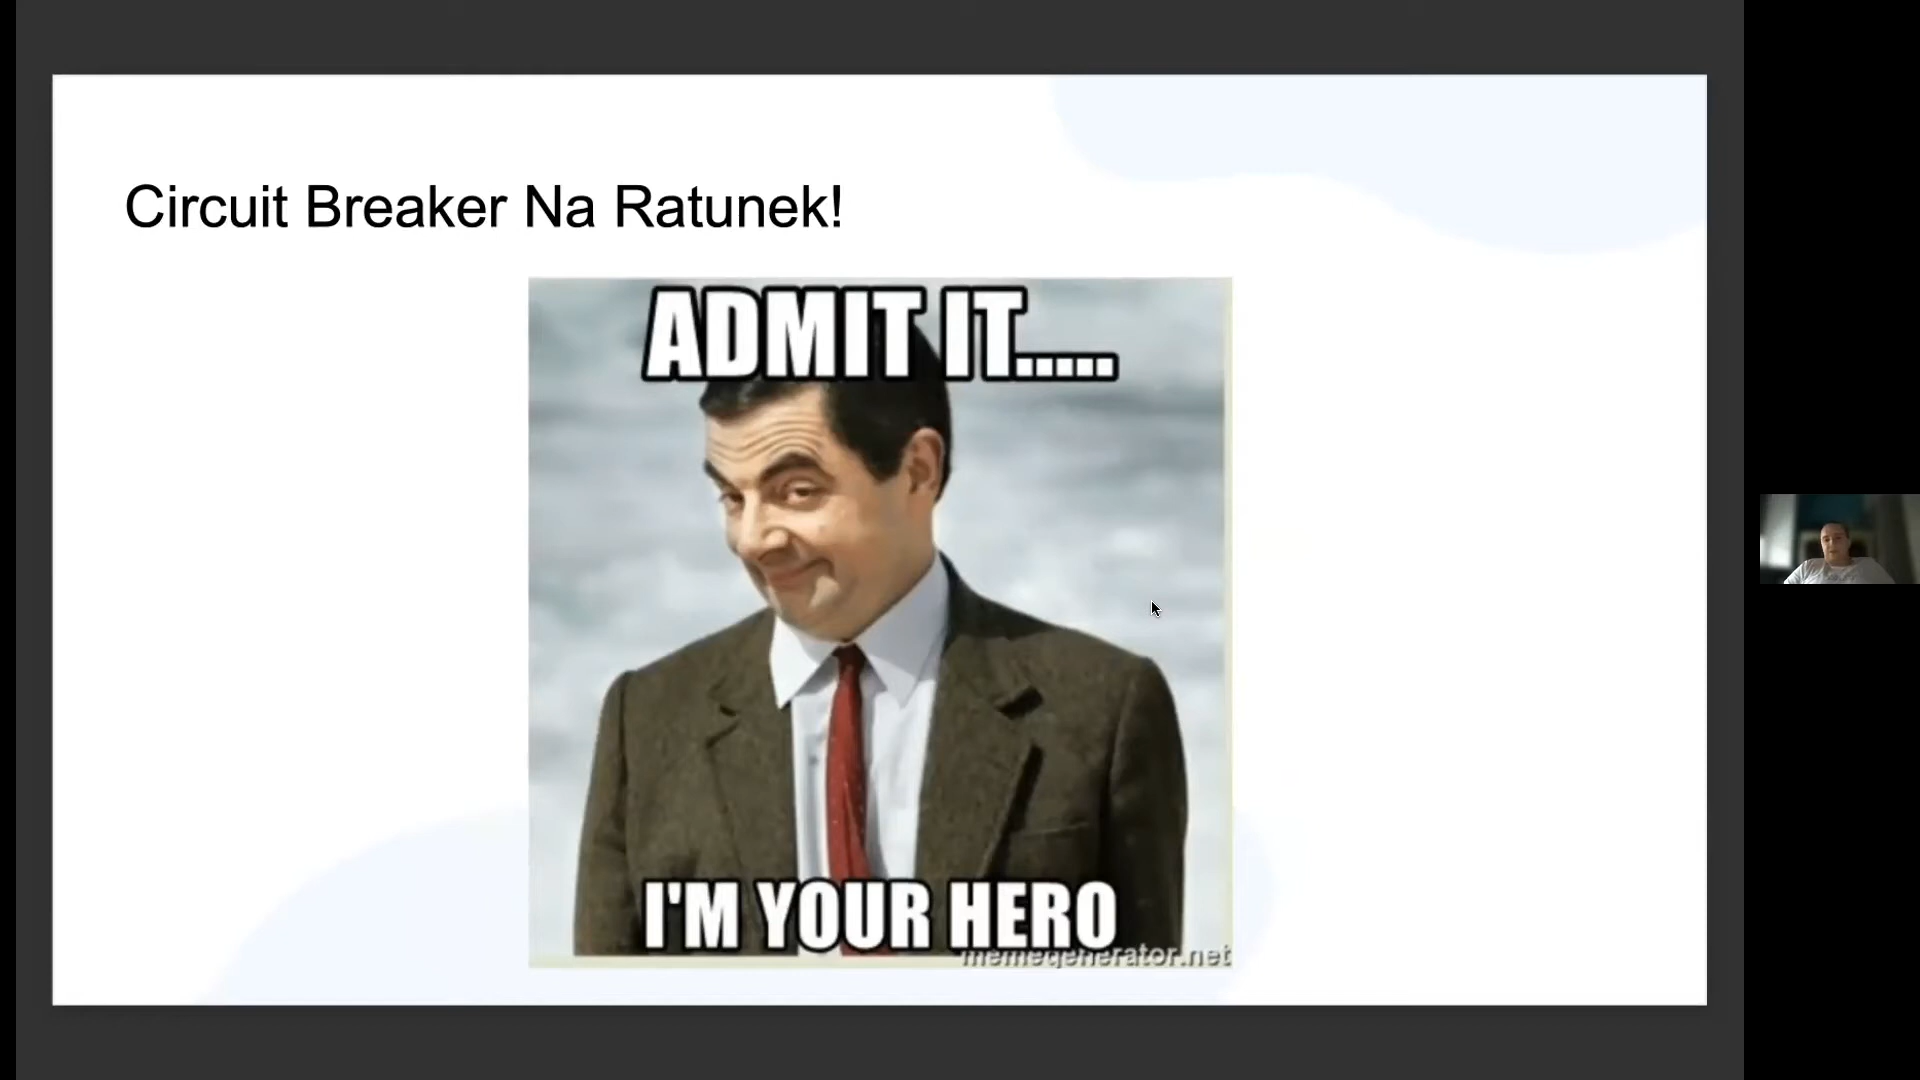 Circuit Breaker Na Ratunek!
ADMIT IT.....
I'M YOUR HERO
memegenerator.net